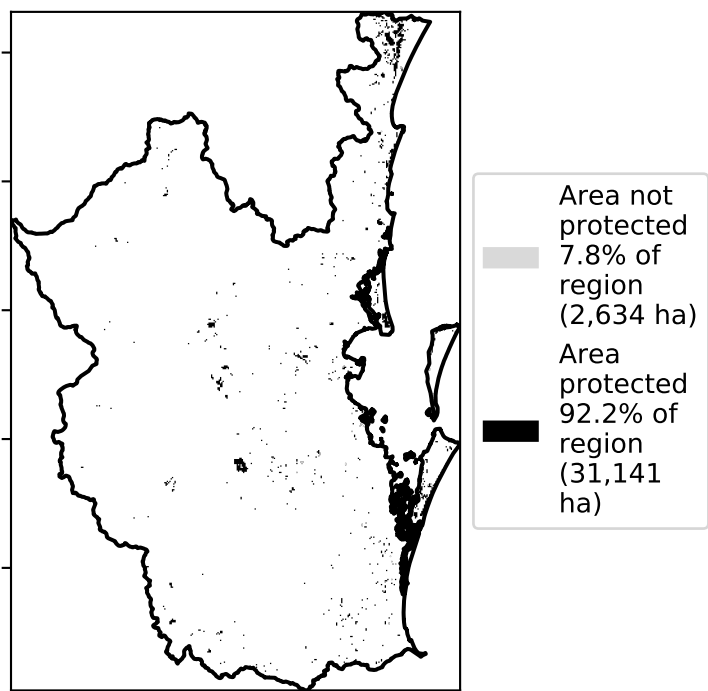 Area not
protected
7.8% of
region
(2,634 ha)
Area
protected
92.2% of
region
(31,141
ha)